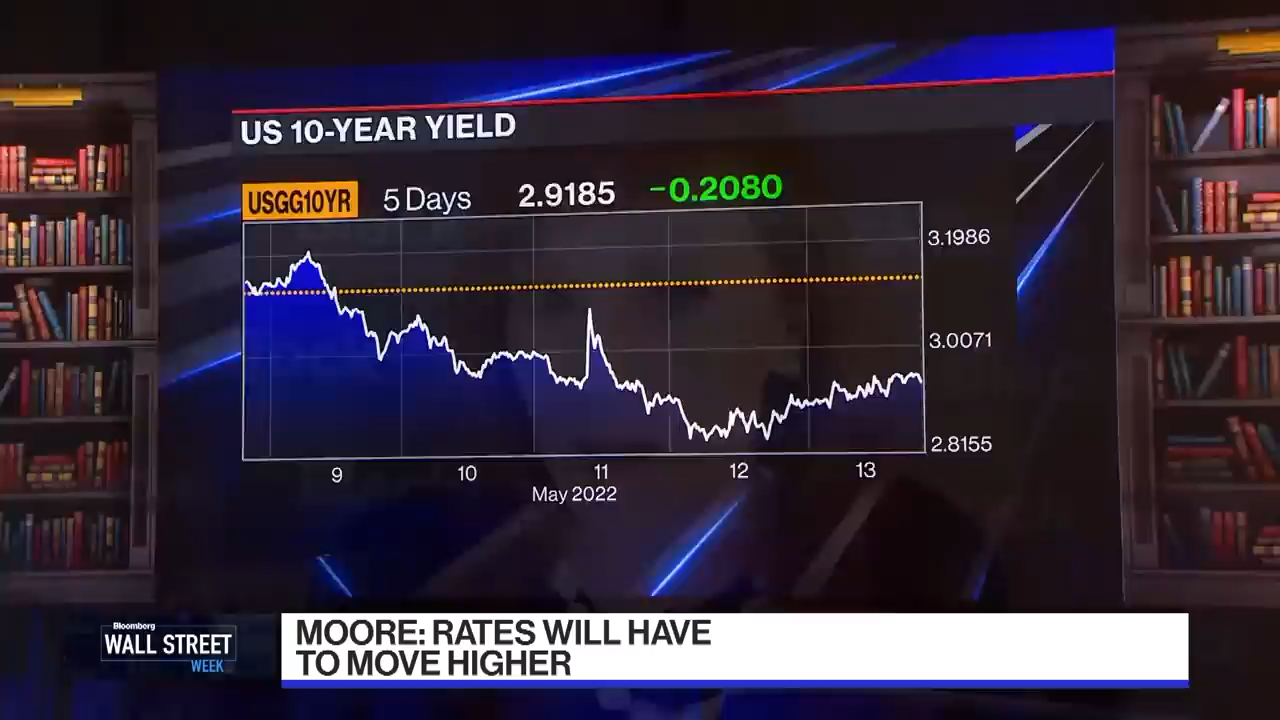 US 10-YEAR YIELD
USGG10YR 5 Days 2.9185 -0.2080
3.1986
3.0071
2.8155
9 10 11 12 13
May 2022
Bloomberg
WALL STREET
WEEK
MOORE: RATES WILL HAVE
TO MOVE HIGHER